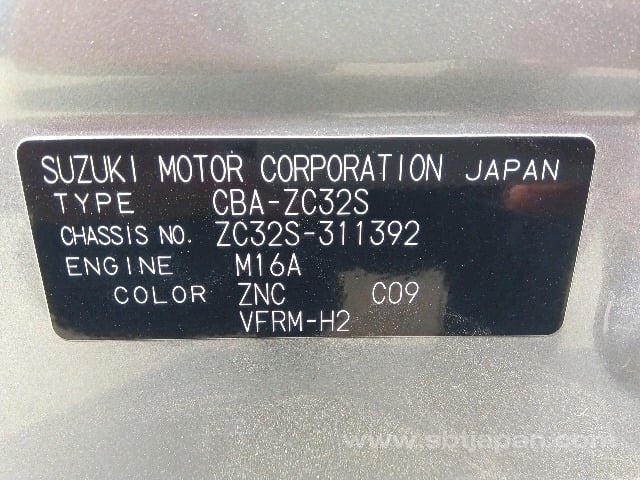 SUZUKI MOTOR CORPORATION JAPAN
TYPE CBA-ZC32S
CHASSIS NO. ZC32S-311392
ENGINE M16A
COLOR ZNC C09
VFRM-H2
www.sbtjapan.com